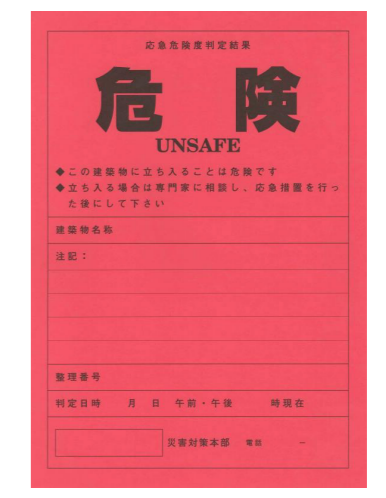 応急危険度判定結果
危険
UNSAFE
◆この建築物に立ち入ることは危険です
◆立ち入る場合は専門家に相談し、応急措置を行っ
た後にして下さい
建築物名称
注記：
整理番号
判定日時 月 日 午前・午後 時現在
災害対策本部 電話 －